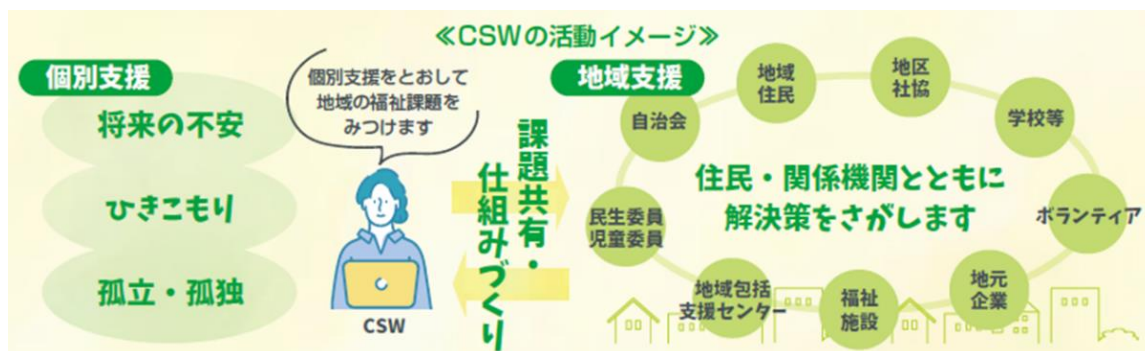 ≪CSWの活動イメージ≫
個別支援
将来の不安
ひきこもり
孤立・孤独
個別支援をとおして
地域の福祉課題を
みつけます
CSW
課題共有・
仕組みづくり
地域支援
自治会
地域
住民
地区
社協
学校等
ボランティア
地元
企業
福祉
施設
地域包括
支援センター
民生委員
児童委員
住民・関係機関とともに
解決策をさがします